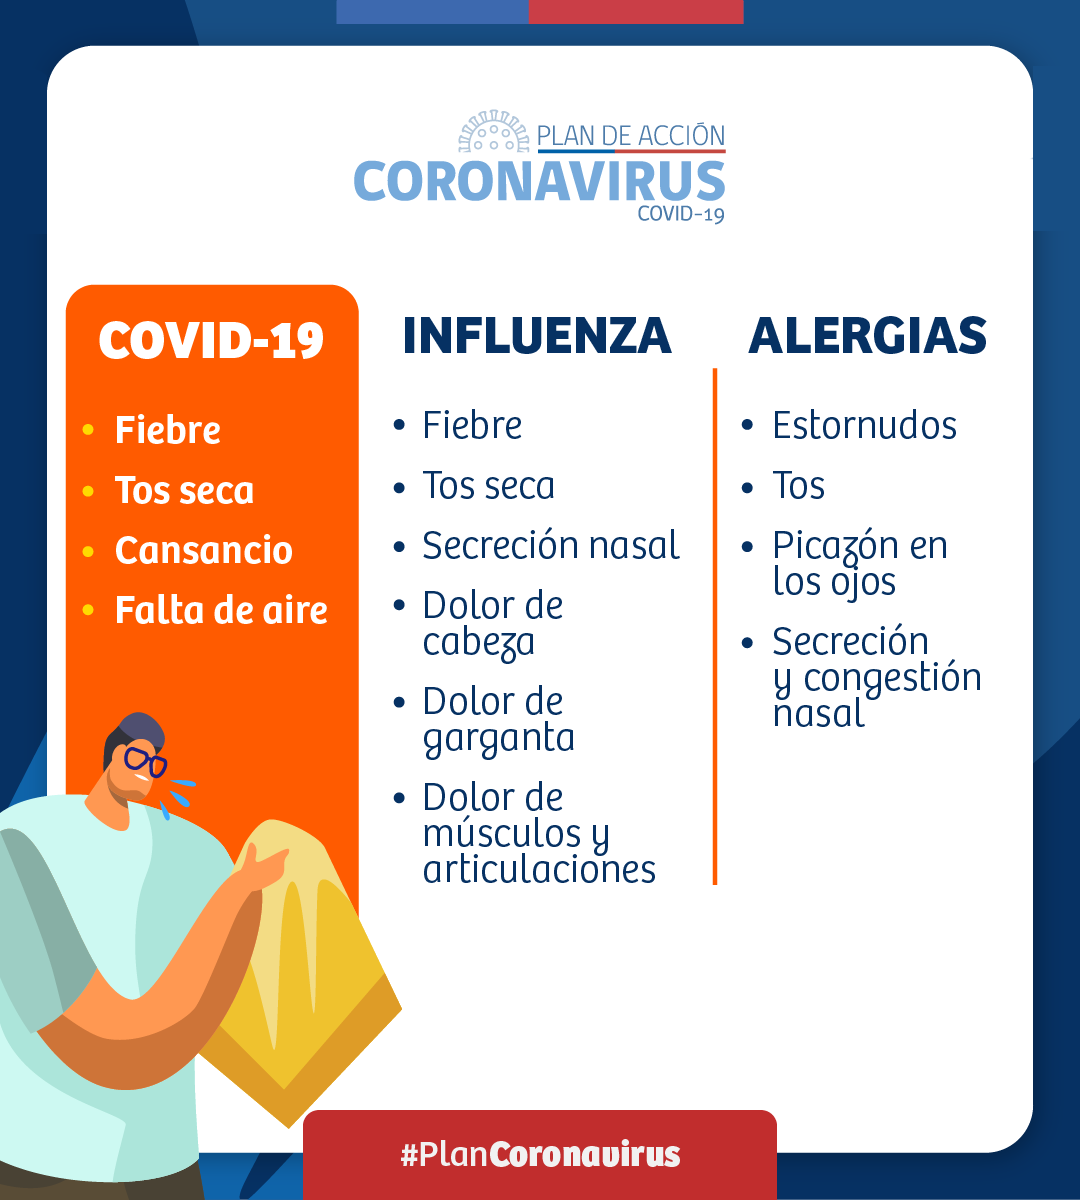 PLAN DE ACCIÓN
CORONAVIRUS
COVID-19
COVID-19
• Fiebre
• Tos seca
• Cansancio
• Falta de aire
INFLUENZA
• Fiebre
• Tos seca
• Secreción nasal
• Dolor de
cabeza
• Dolor de
garganta
• Dolor de
músculos y
articulaciones
ALERGIAS
• Estornudos
• Tos
• Picazón en
los ojos
• Secreción
y congestión
nasal
#PlanCoronavirus